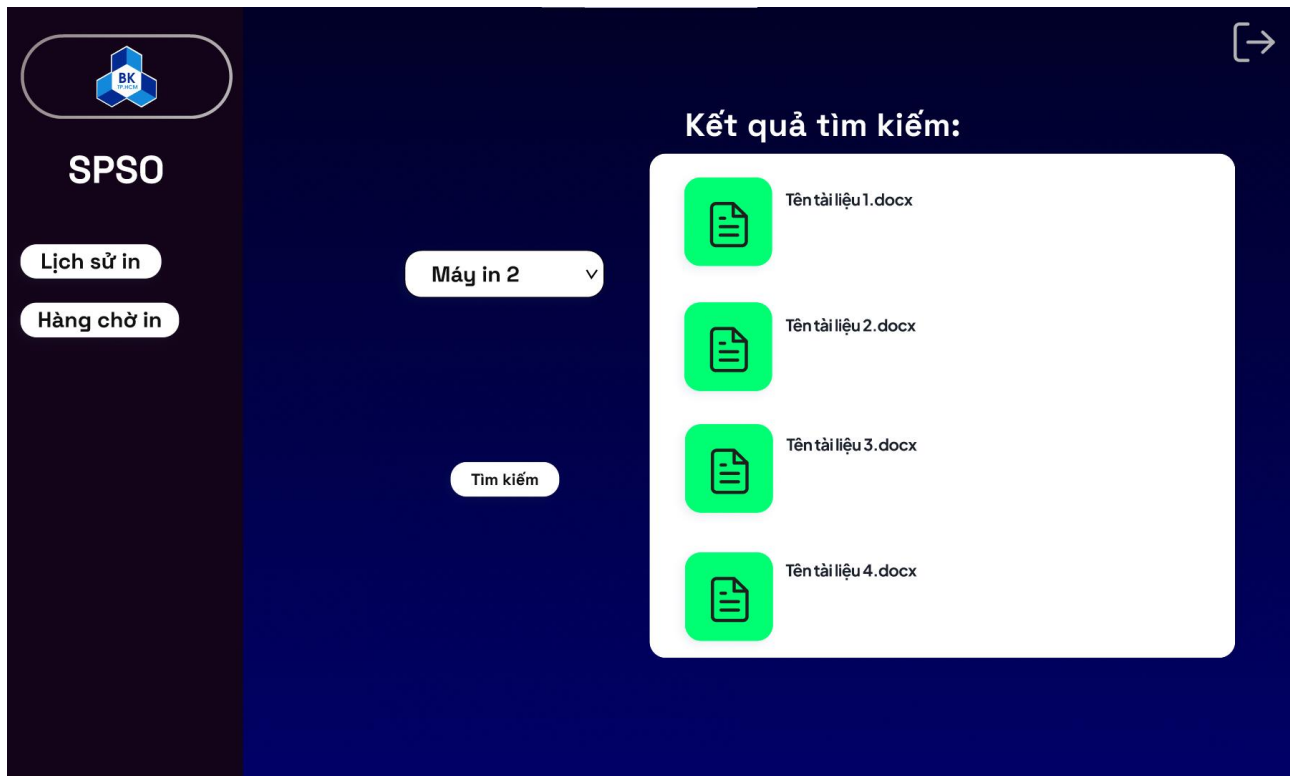 BK
TP.HCM
SPSO
Lịch sử in
Hàng chờ in
Máy in 2
Tìm kiếm
Kết quả tìm kiếm:
Tên tài liệu 1.docx
Tên tài liệu 2.docx
Tên tài liệu 3.docx
Tên tài liệu 4.docx